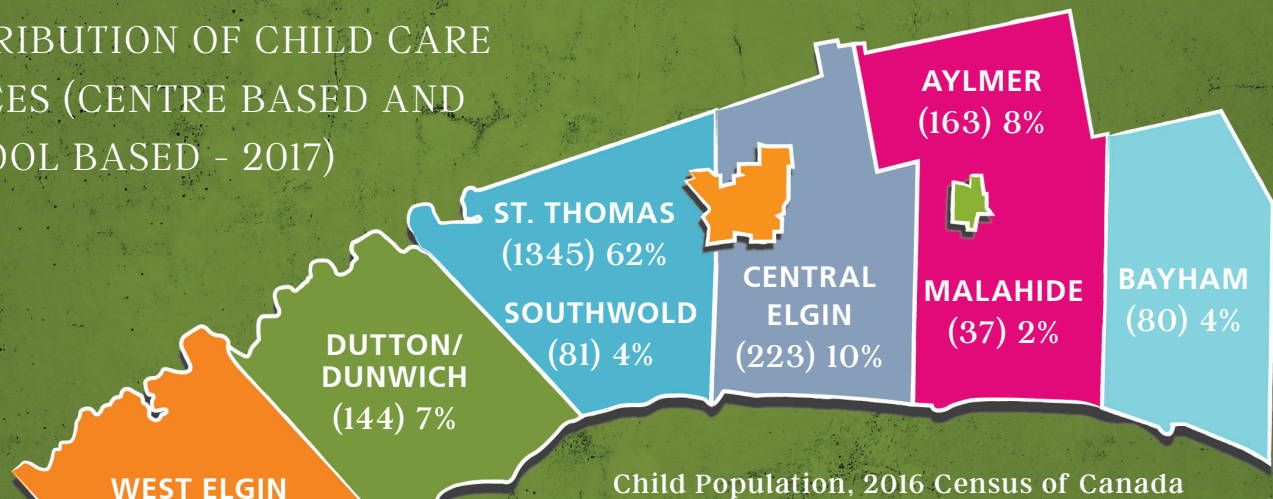 RIBUTION OF CHILD CARE
CES (CENTRE BASED AND
OOL BASED - 2017)
AYLMER
(163) 8%
ST. THOMAS
(1345) 62%
SOUTHWOLD
(81) 4%
CENTRAL
ELGIN
(223) 10%
MALAHIDE
(37) 2%
BAYHAM
(80) 4%
DUTTON/
DUNWICH
(144) 7%
WEST ELGIN
Child Population, 2016 Census of Canada